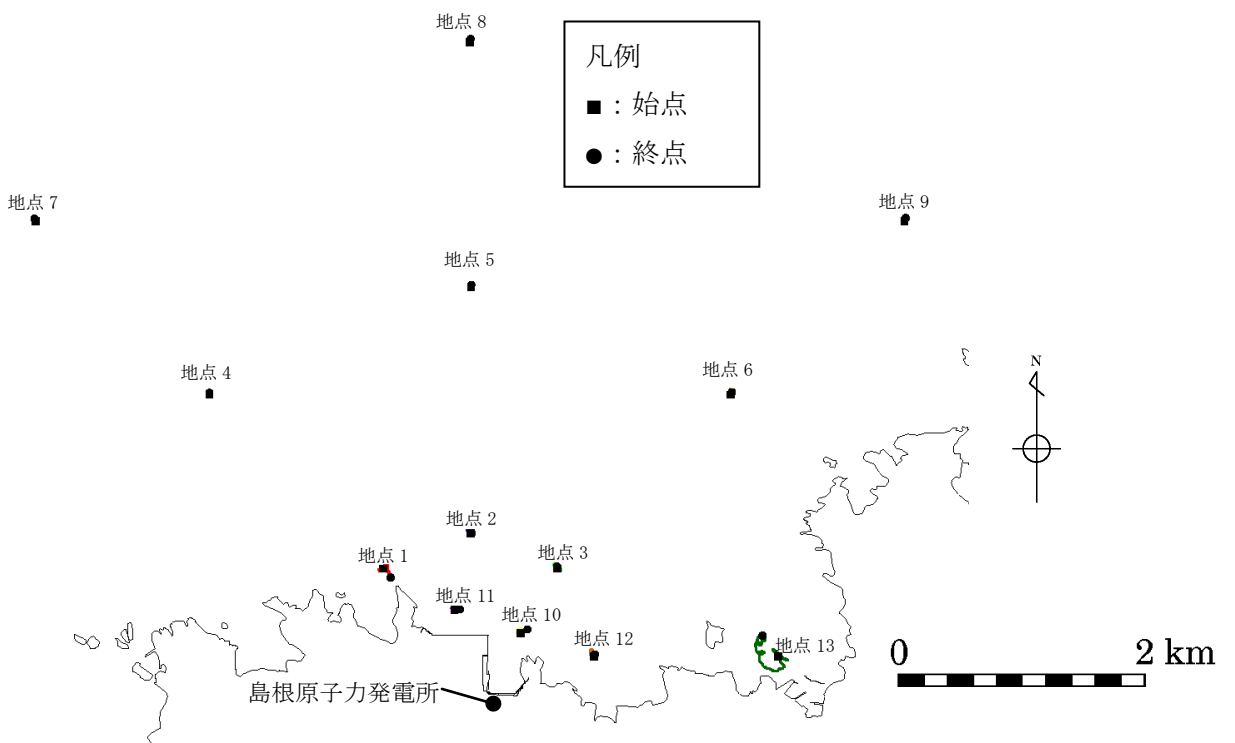 地点 8
凡例
■：始点
●：終点
地点 7
地点 9
地点 5
地点 4
地点 6
N
地点 2
地点 1
地点 3
地点 11
地点 10
地点 12
地点 13
0
2 km
島根原子力発電所